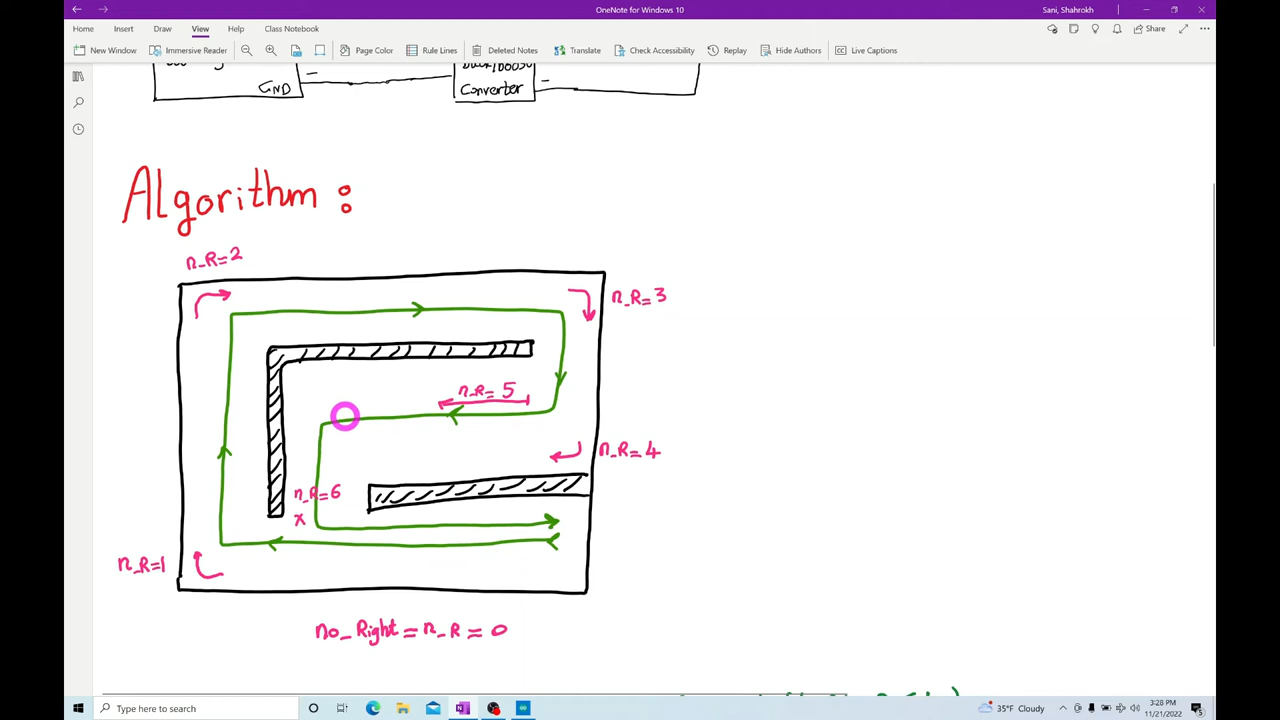 OneNote for Windows 10
Sani, Shahrokh
Home Insert Draw View Help Class Notebook
Share
New Window Immersive Reader Page Color Rule Lines Deleted Notes Translate Check Accessibility Replay Hide Authors Live Captions
GND
Converter
Algorithm :
n_R=2
n_R=3
n_R= 5
n_R=4
n_R=6
x
n_R=1
no_Right = n_R = 0
Type here to search
35°F Cloudy
3:28 PM
11/21/2022
5